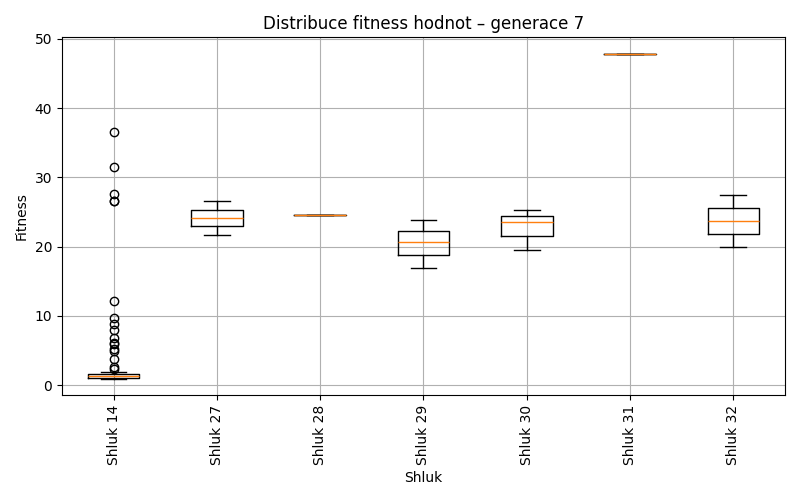 Distribuce fitness hodnot – generace 7
Fitness
50
40
30
20
10
0
Shluk 14
Shluk 27
Shluk 28
Shluk 29
Shluk 30
Shluk 31
Shluk 32
Shluk